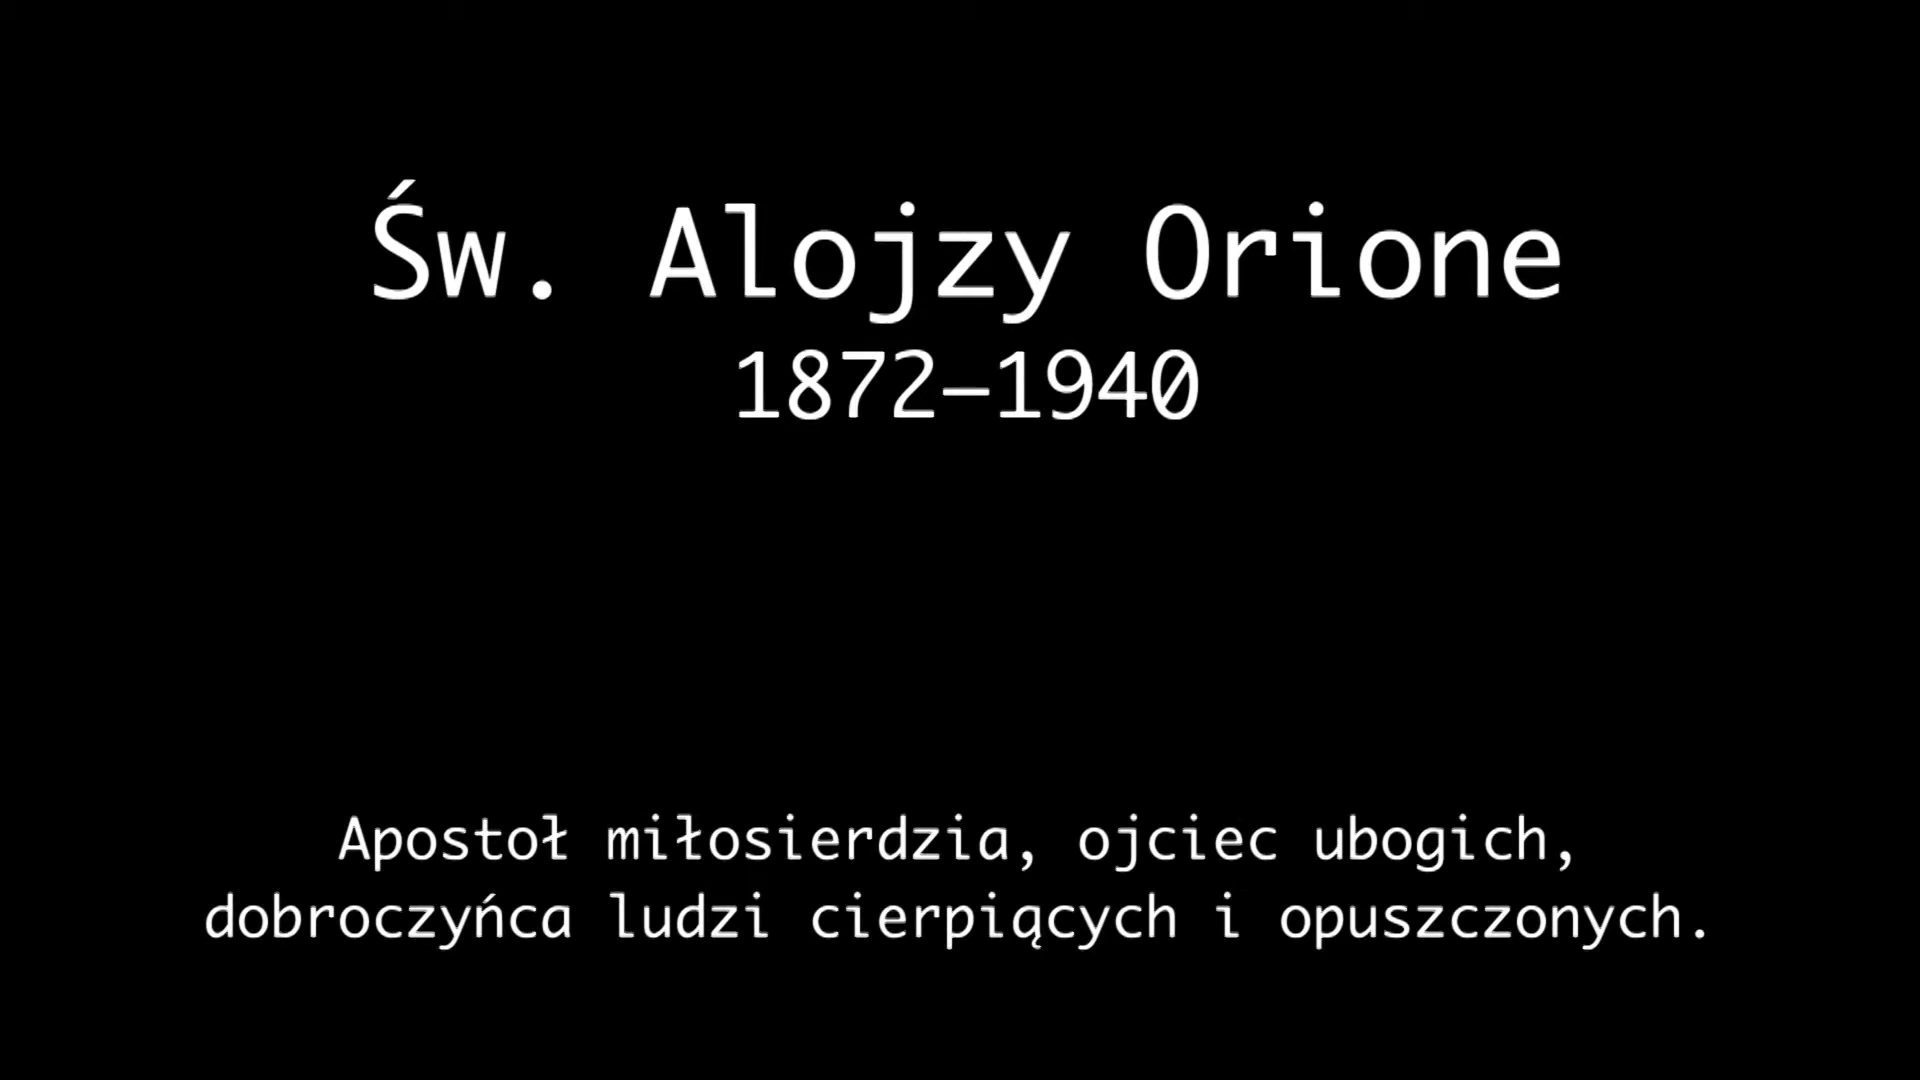 Św. Alojzy Orione
1872–1940
Apostoł miłosierdzia, ojciec ubogich,
dobroczyńca ludzi cierpiących i opuszczonych.